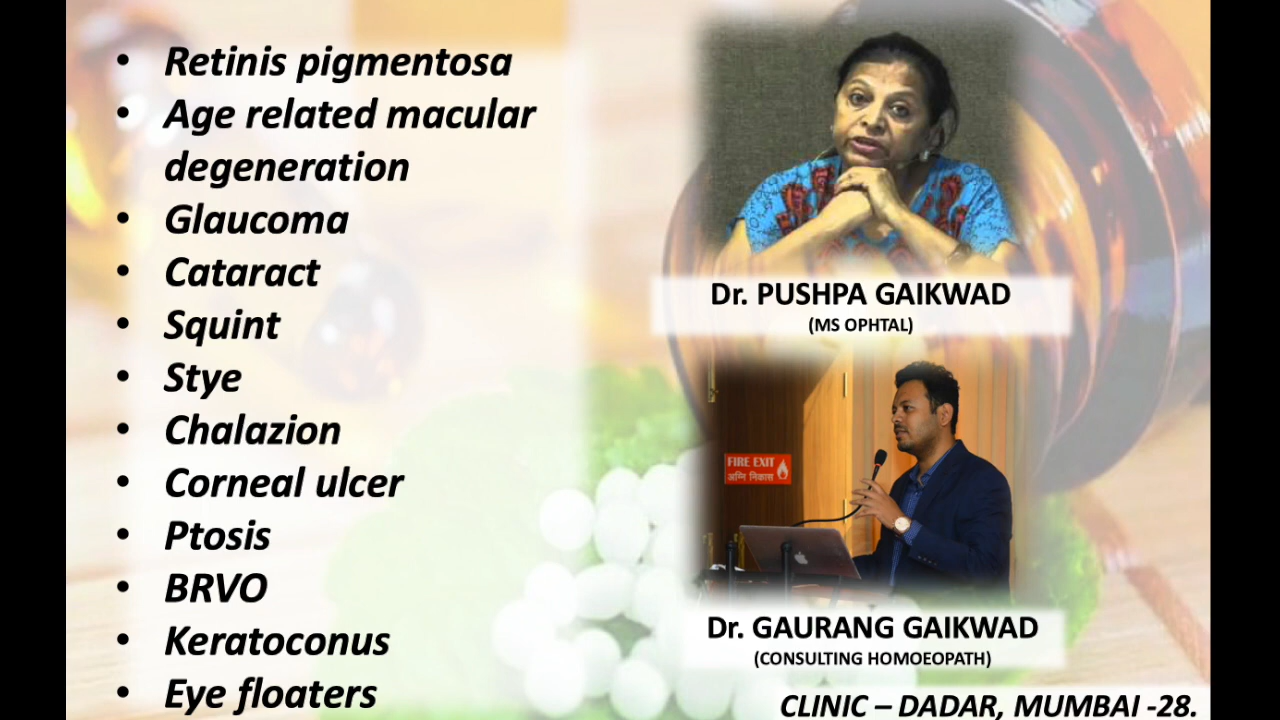 • Retinis pigmentosa
• Age related macular
degeneration
• Glaucoma
• Cataract
• Squint
• Stye
• Chalazion
• Corneal ulcer
• Ptosis
• BRVO
• Keratoconus
• Eye floaters
Dr. PUSHPA GAIKWAD
(MS OPHTAL)
FIRE EXIT
अग्नि निकास
Dr. GAURANG GAIKWAD
(CONSULTING HOMOEOPATH)
CLINIC – DADAR, MUMBAI -28.